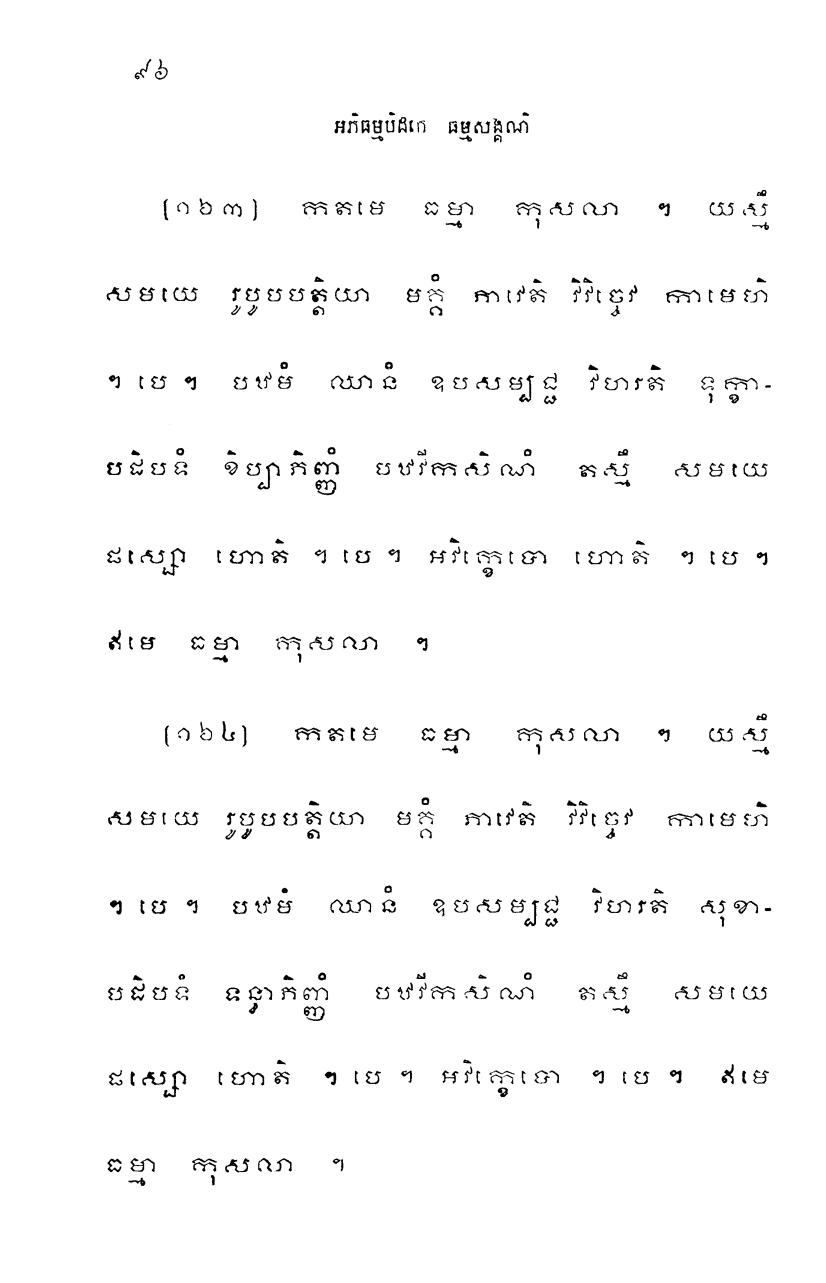 ៩៦
អភិធម្មបិដកេ ធម្មសង្គណិ
[១៦៣] កតមេ ធម្មា កុសលា ។ យស្មឹ
សមយេ រូបូបបត្តិយា មគ្គំ ភាវេតិ វិវិច្ចេវ កាមេហិ
។ បេ ។ បឋមំ ឈានំ ឧបសម្បជ្ជ វិហរតិ ទុក្ខា-
បដិបទំ ខិប្បាភិញ្ញំ បឋវីកសិណំ តស្មឹ សមយេ
ផស្សោ ហោតិ ។ បេ ។ អវិក្ខេបោ ហោតិ ។ បេ ។
ឥមេ ធម្មា កុសលា ។
[១៦៤] កតមេ ធម្មា កុសលា ។ យស្មឹ
សមយេ រូបូបបត្តិយា មគ្គំ ភាវេតិ វិវិច្ចេវ កាមេហិ
។ បេ ។ បឋមំ ឈានំ ឧបសម្បជ្ជ វិហរតិ សុខា-
បដិបទំ ទន្ធាភិញ្ញំ បឋវីកសិណំ តស្មឹ សមយេ
ផស្សោ ហោតិ ។ បេ ។ អវិក្ខេបោ ។ បេ ។ ឥមេ
ធម្មា កុសលា ។